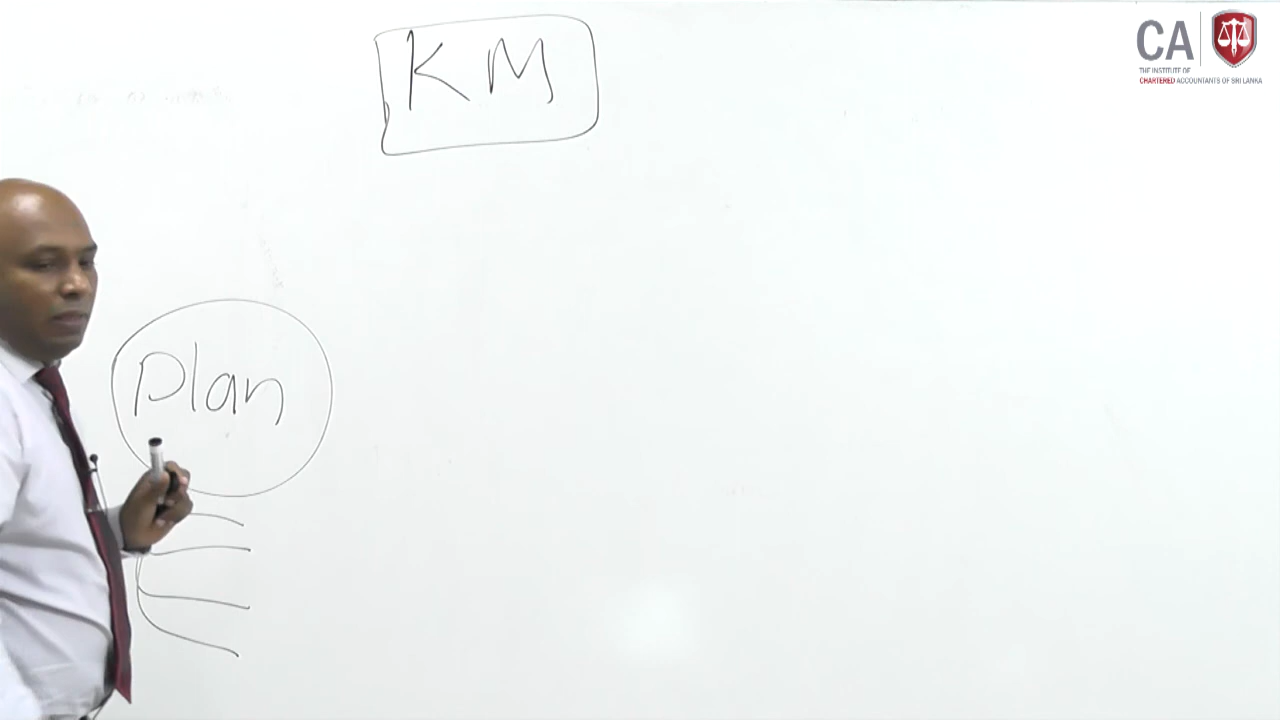 KM
CA
THE INSTITUTE OF
CHARTERED ACCOUNTANTS OF SRI LANKA
Plan